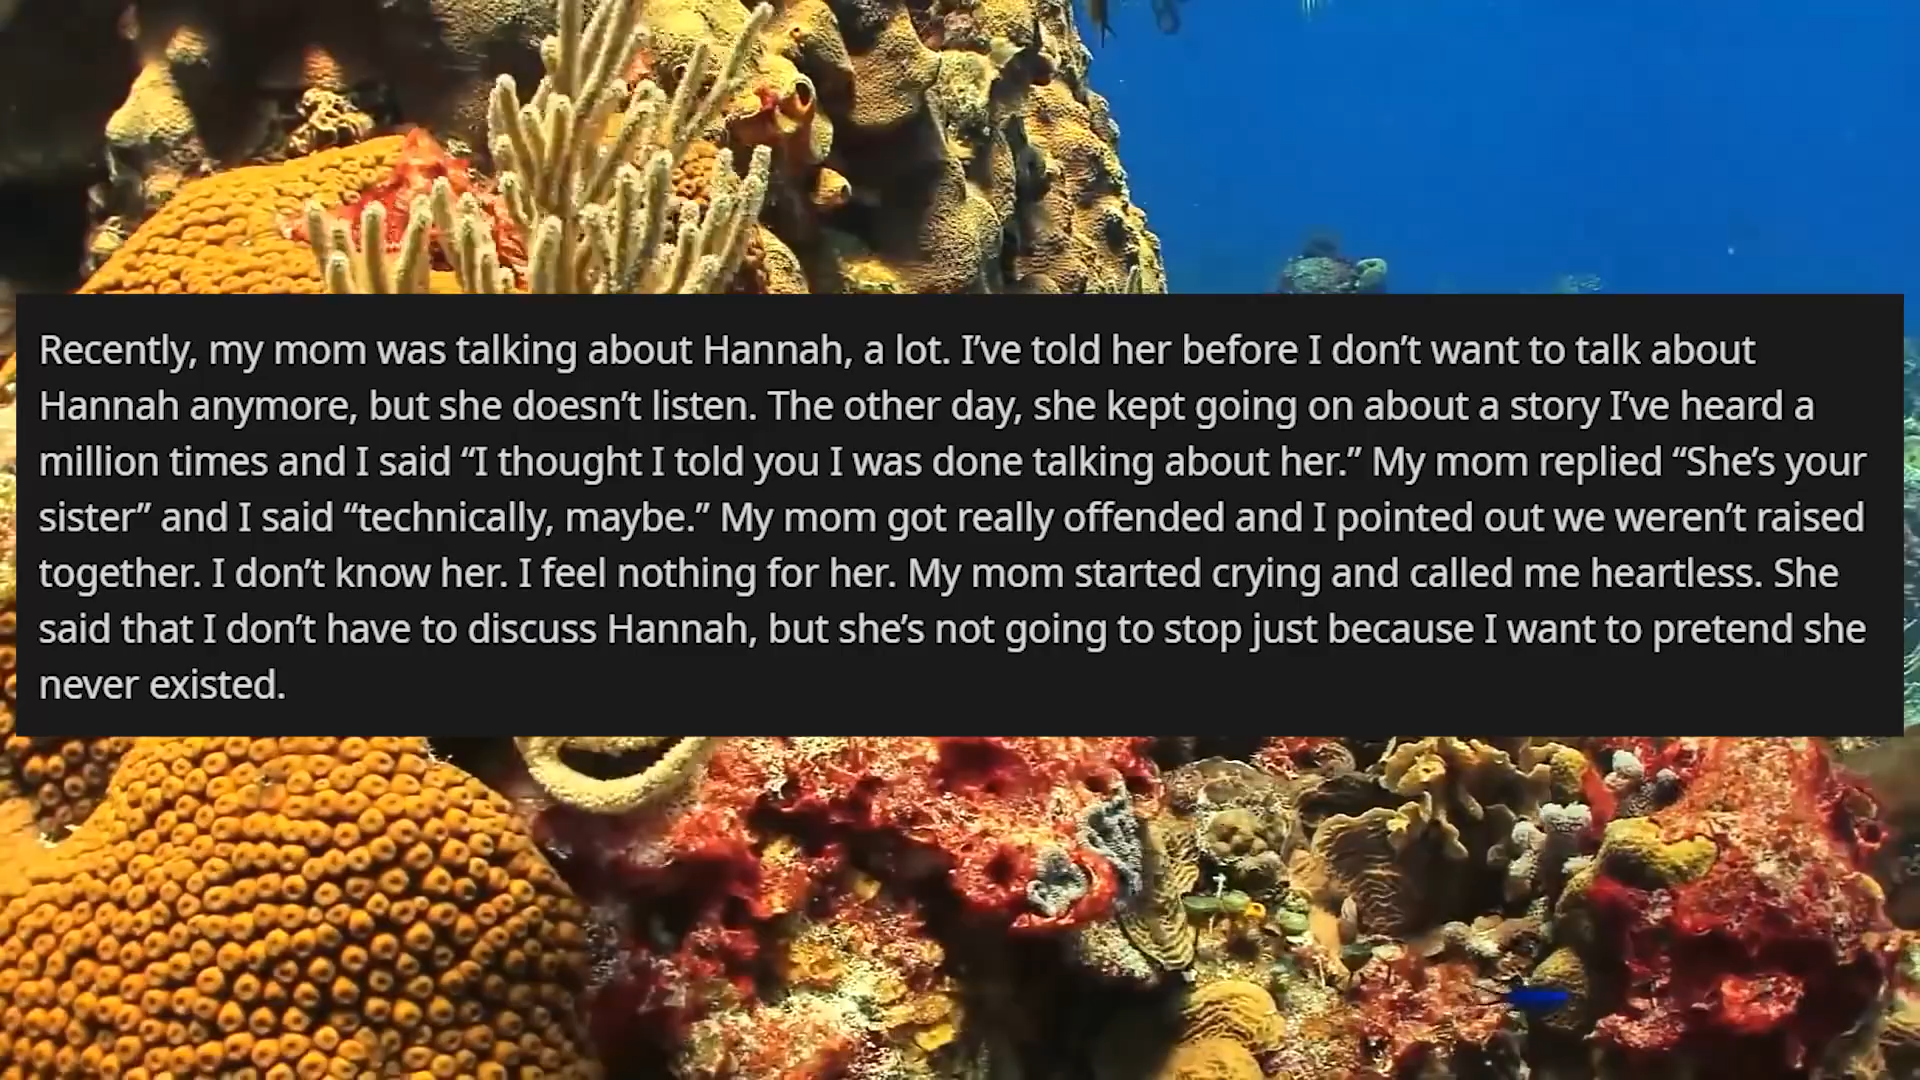 Recently, my mom was talking about Hannah, a lot. I’ve told her before I don’t want to talk about
Hannah anymore, but she doesn’t listen. The other day, she kept going on about a story I’ve heard a
million times and I said “I thought I told you I was done talking about her.” My mom replied “She’s your
sister” and I said “technically, maybe.” My mom got really offended and I pointed out we weren’t raised
together. I don’t know her. I feel nothing for her. My mom started crying and called me heartless. She
said that I don’t have to discuss Hannah, but she’s not going to stop just because I want to pretend she
never existed.